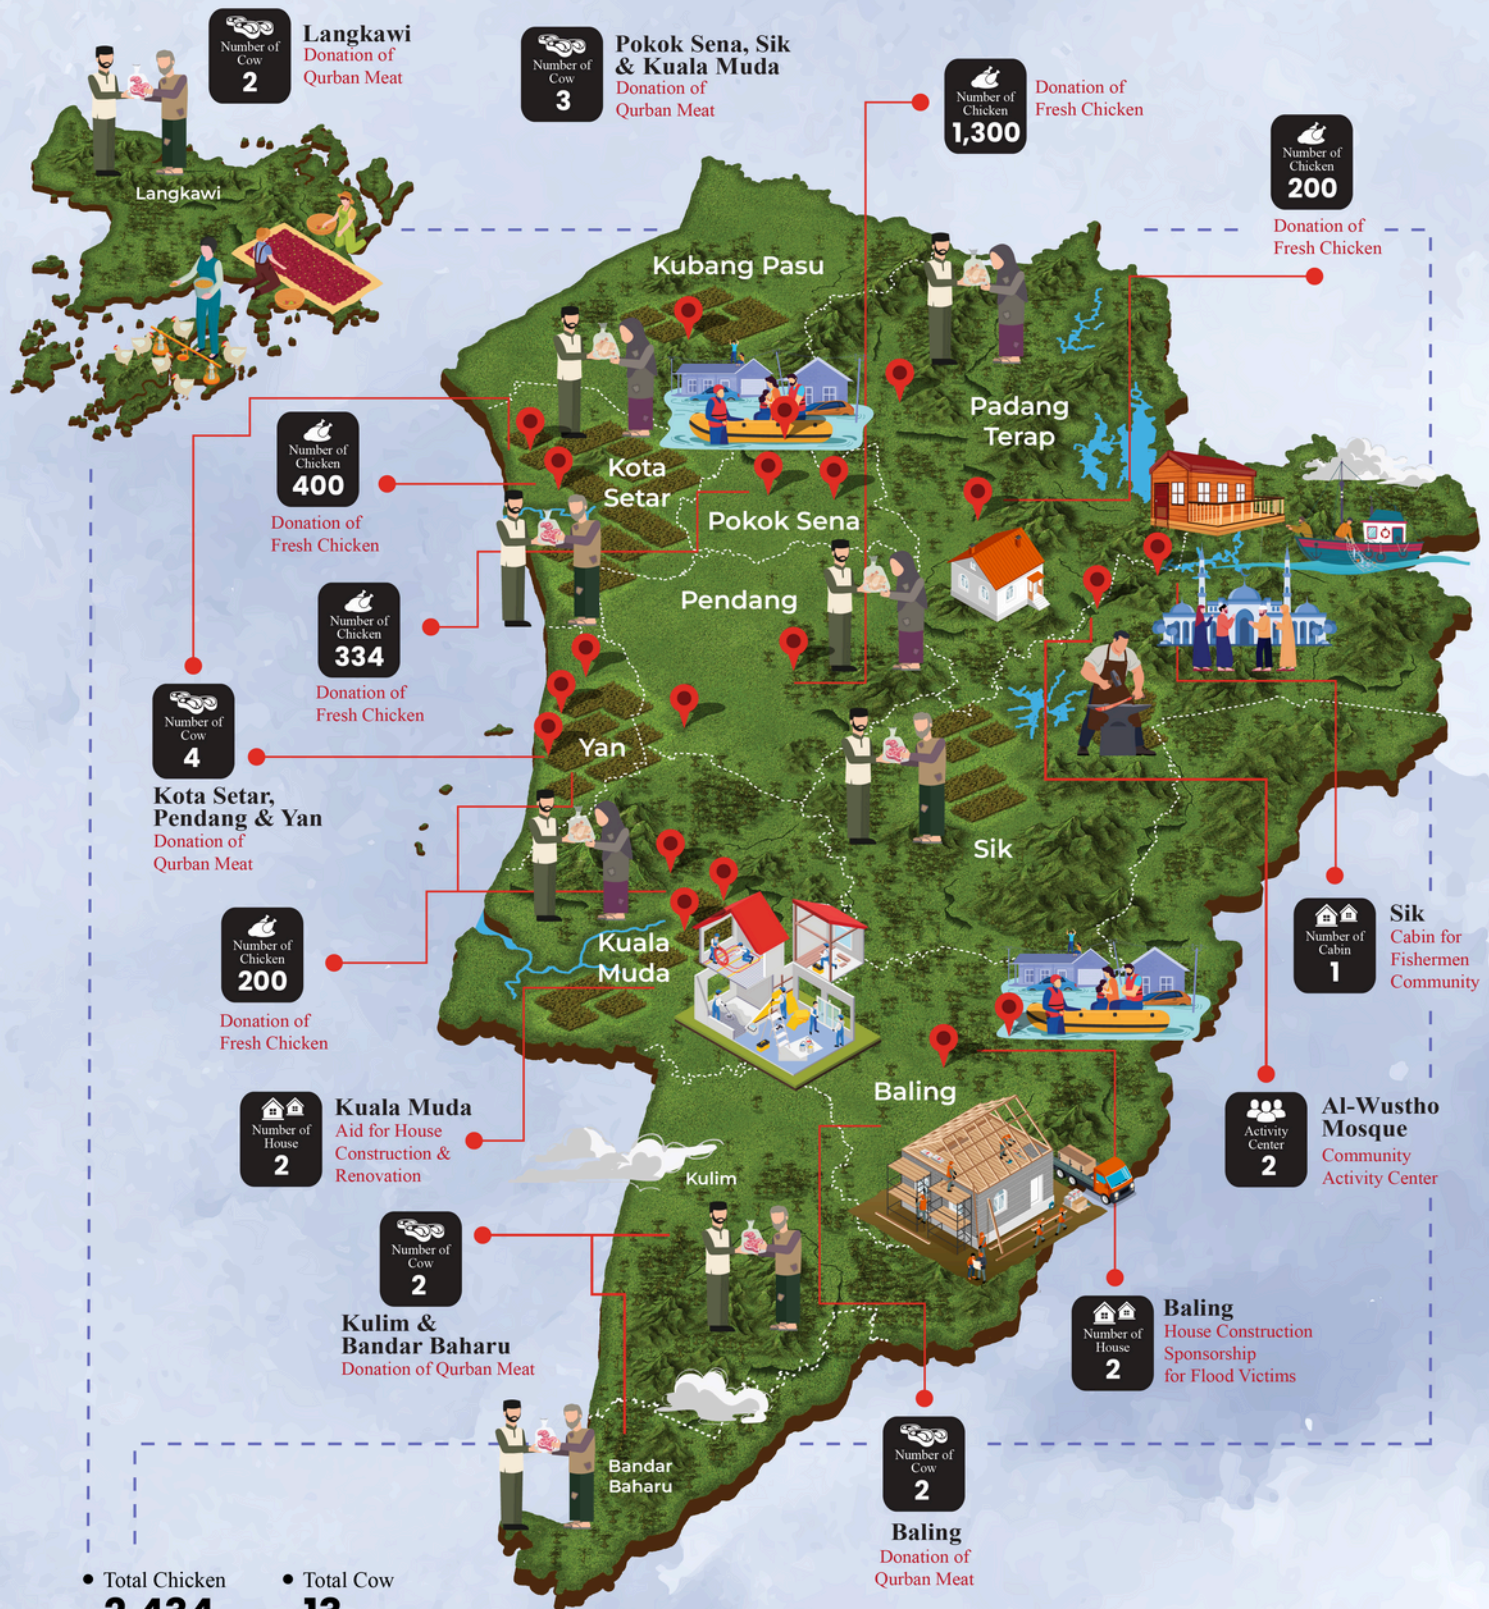 Number of
Cow
2
Langkawi
Donation of
Qurban Meat
Number of
Cow
3
Pokok Sena, Sik
& Kuala Muda
Donation of
Qurban Meat
Number of
Chicken
1,300
Donation of
Fresh Chicken
Number of
Chicken
200
Donation of
Fresh Chicken
Langkawi
Kubang Pasu
Padang
Terap
Kota
Setar
Pokok Sena
Pendang
Yan
Sik
Kuala
Muda
Baling
Kulim
Bandar
Baharu
Number of
Chicken
400
Donation of
Fresh Chicken
Number of
Chicken
334
Donation of
Fresh Chicken
Number of
Cow
4
Kota Setar,
Pendang & Yan
Donation of
Qurban Meat
Number of
Chicken
200
Donation of
Fresh Chicken
Number of
Cabin
1
Sik
Cabin for
Fishermen
Community
Number of
House
2
Kuala Muda
Aid for House
Construction &
Renovation
Activity
Center
2
Al-Wustho
Mosque
Community
Activity Center
Number of
Cow
2
Kulim &
Bandar Baharu
Donation of Qurban Meat
Number of
House
2
Baling
House Construction
Sponsorship
for Flood Victims
Number of
Cow
2
Baling
Donation of
Qurban Meat
• Total Chicken
2,434
• Total Cow
13